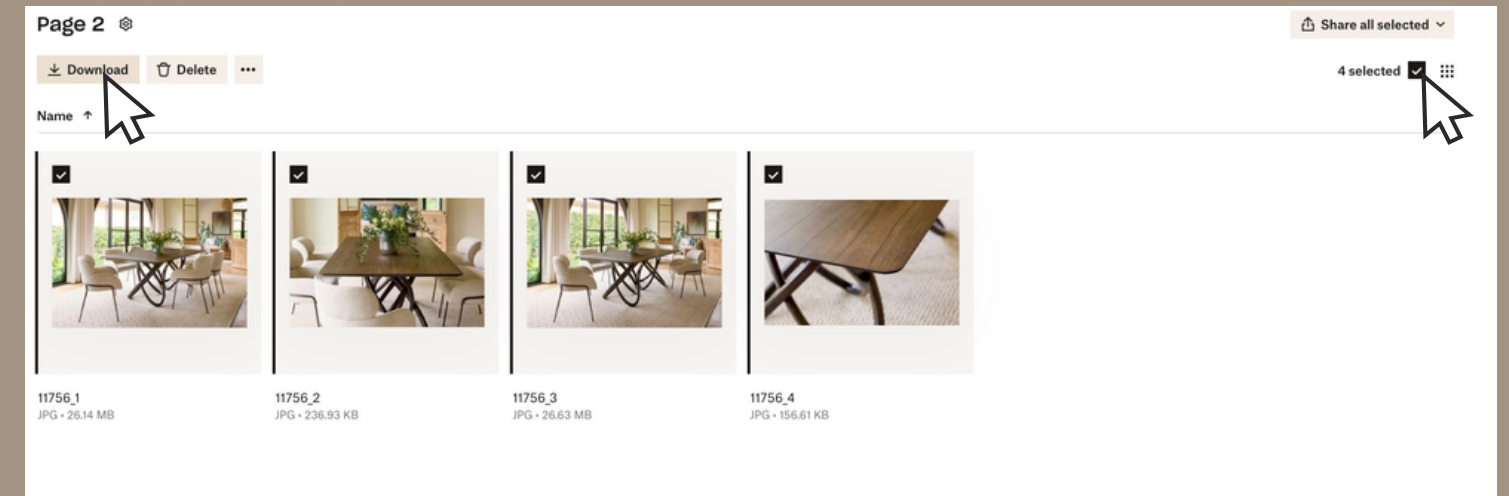 Page 2
Share all selected
Download
Delete
4 selected
Name
11756_1
JPG • 26.14 MB
11756_2
JPG • 236.93 KB
11756_3
JPG • 26.63 MB
11756_4
JPG • 156.61 KB